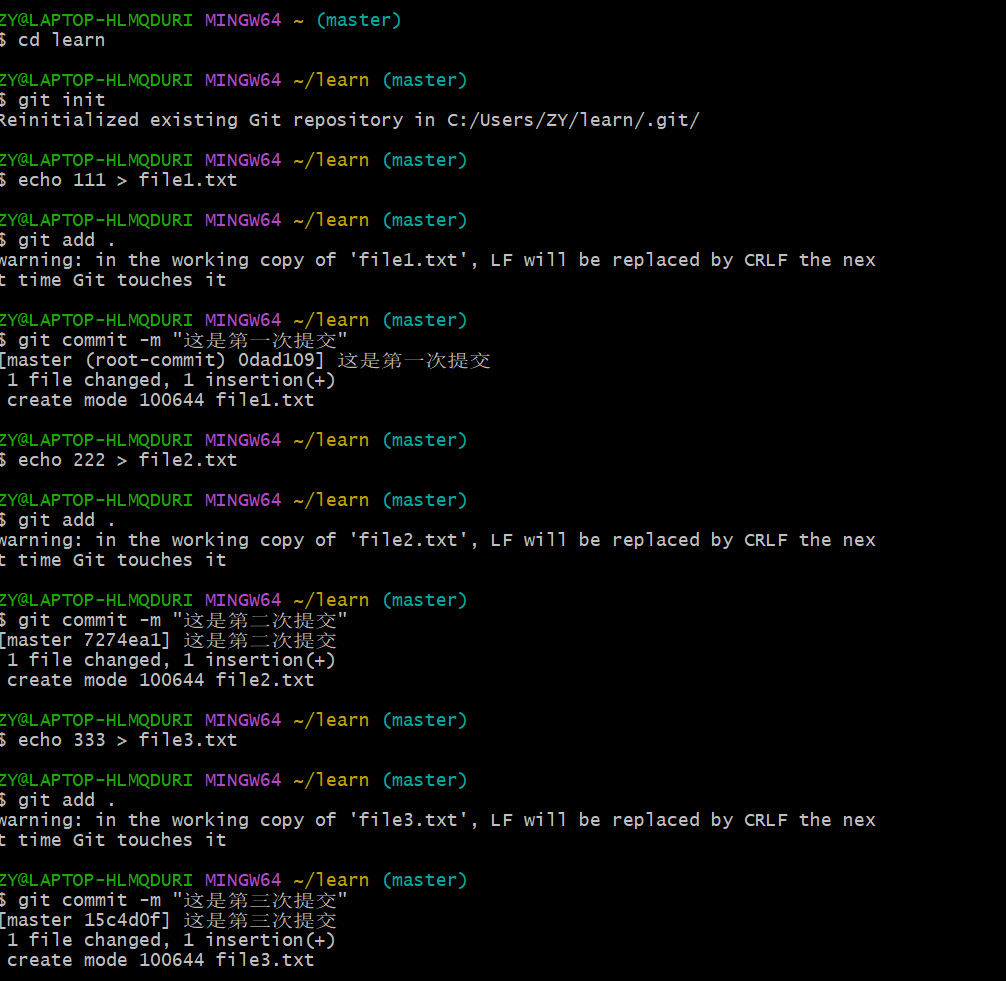 ZY@LAPTOP-HLMQDURI MINGW64 ~ (master)
$ cd learn
ZY@LAPTOP-HLMQDURI MINGW64 ~/learn (master)
$ git init
Reinitialized existing Git repository in C:/Users/ZY/learn/.git/
ZY@LAPTOP-HLMQDURI MINGW64 ~/learn (master)
$ echo 111 > file1.txt
ZY@LAPTOP-HLMQDURI MINGW64 ~/learn (master)
$ git add .
warning: in the working copy of 'file1.txt', LF will be replaced by CRLF the nex
t time Git touches it
ZY@LAPTOP-HLMQDURI MINGW64 ~/learn (master)
$ git commit -m "这是第一次提交"
[master (root-commit) 0dad109] 这是第一次提交
1 file changed, 1 insertion(+)
create mode 100644 file1.txt
ZY@LAPTOP-HLMQDURI MINGW64 ~/learn (master)
$ echo 222 > file2.txt
ZY@LAPTOP-HLMQDURI MINGW64 ~/learn (master)
$ git add .
warning: in the working copy of 'file2.txt', LF will be replaced by CRLF the nex
t time Git touches it
ZY@LAPTOP-HLMQDURI MINGW64 ~/learn (master)
$ git commit -m "这是第二次提交"
[master 7274ea1] 这是第二次提交
1 file changed, 1 insertion(+)
create mode 100644 file2.txt
ZY@LAPTOP-HLMQDURI MINGW64 ~/learn (master)
$ echo 333 > file3.txt
ZY@LAPTOP-HLMQDURI MINGW64 ~/learn (master)
$ git add .
warning: in the working copy of 'file3.txt', LF will be replaced by CRLF the nex
t time Git touches it
ZY@LAPTOP-HLMQDURI MINGW64 ~/learn (master)
$ git commit -m "这是第三次提交"
[master 15c4d0f] 这是第三次提交
1 file changed, 1 insertion(+)
create mode 100644 file3.txt